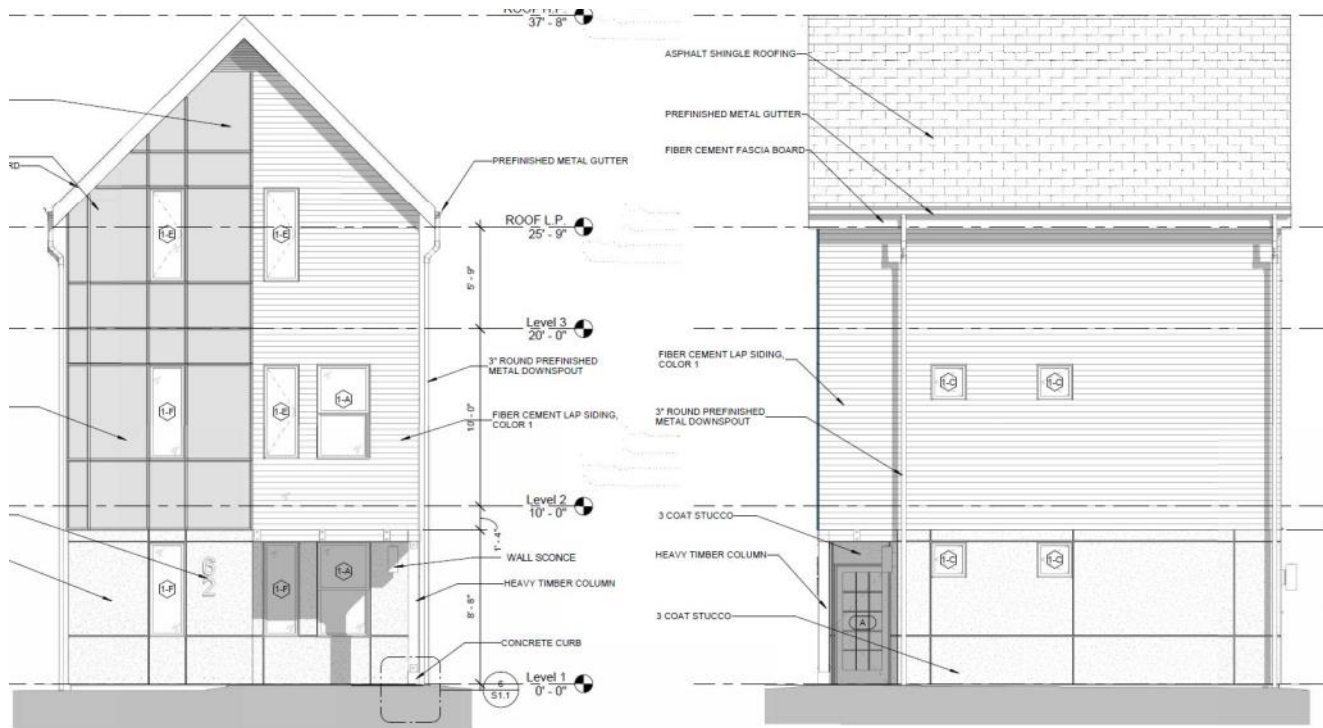 ROOF H.P.
37' - 8"
PREFINISHED METAL GUTTER
ROOF L.P.
25' - 9"
5' - 9"
Level 3
20' - 0"
3" ROUND PREFINISHED
METAL DOWNSPOUT
FIBER CEMENT LAP SIDING,
COLOR 1
10' - 0"
Level 2
10' - 0"
1' - 4"
WALL SCONCE
HEAVY TIMBER COLUMN
8' - 8"
CONCRETE CURB
6
S1.1
Level 1
0' - 0"
RD
1-E
1-E
1-F
1-E
1-A
1-F
62
1-F
1-A
ASPHALT SHINGLE ROOFING
PREFINISHED METAL GUTTER
FIBER CEMENT FASCIA BOARD
FIBER CEMENT LAP SIDING,
COLOR 1
3" ROUND PREFINISHED
METAL DOWNSPOUT
3 COAT STUCCO
HEAVY TIMBER COLUMN
3 COAT STUCCO
1-C
1-C
1-C
1-C
A